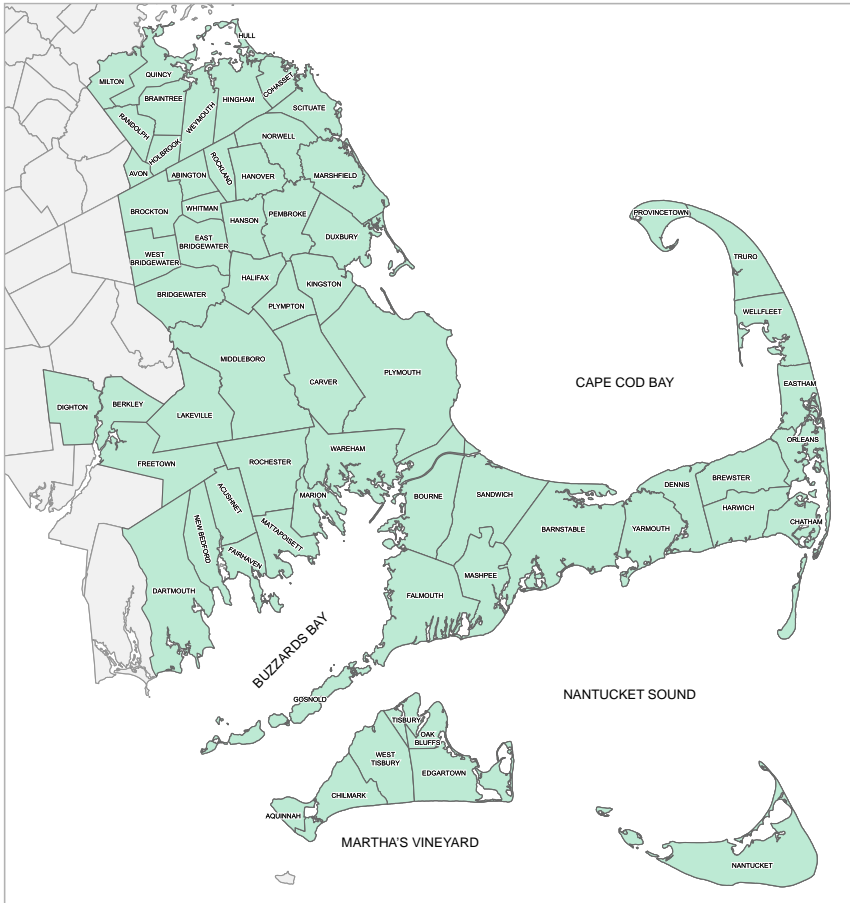 HULL
MILTON
QUINCY
COHASSET
BRAINTREE
WEYMOUTH
HINGHAM
SCITUATE
RANDOLPH
HOLBROOK
NORWELL
AVON
ABINGTON
ROCKLAND
HANOVER
MARSHFIELD
BROCKTON
WHITMAN
HANSON
PEMBROKE
PROVINCETOWN
EAST
BRIDGEWATER
DUXBURY
WEST
BRIDGEWATER
TRURO
HALIFAX
KINGSTON
BRIDGEWATER
PLYMPTON
WELLFLEET
MIDDLEBORO
PLYMOUTH
CARVER
CAPE COD BAY
EASTHAM
DIGHTON
BERKLEY
LAKEVILLE
ORLEANS
WAREHAM
FREETOWN
ROCHESTER
BREWSTER
DENNIS
ACUSHNET
MARION
BOURNE
SANDWICH
HARWICH
CHATHAM
NEW BEDFORD
MATTAPOISETT
BARNSTABLE
YARMOUTH
FAIRHAVEN
MASHPEE
DARTMOUTH
FALMOUTH
BUZZARDS BAY
GOSNOLD
NANTUCKET SOUND
TISBURY
OAK
BLUFFS
WEST
TISBURY
EDGARTOWN
CHILMARK
AQUINNAH
MARTHA'S VINEYARD
NANTUCKET